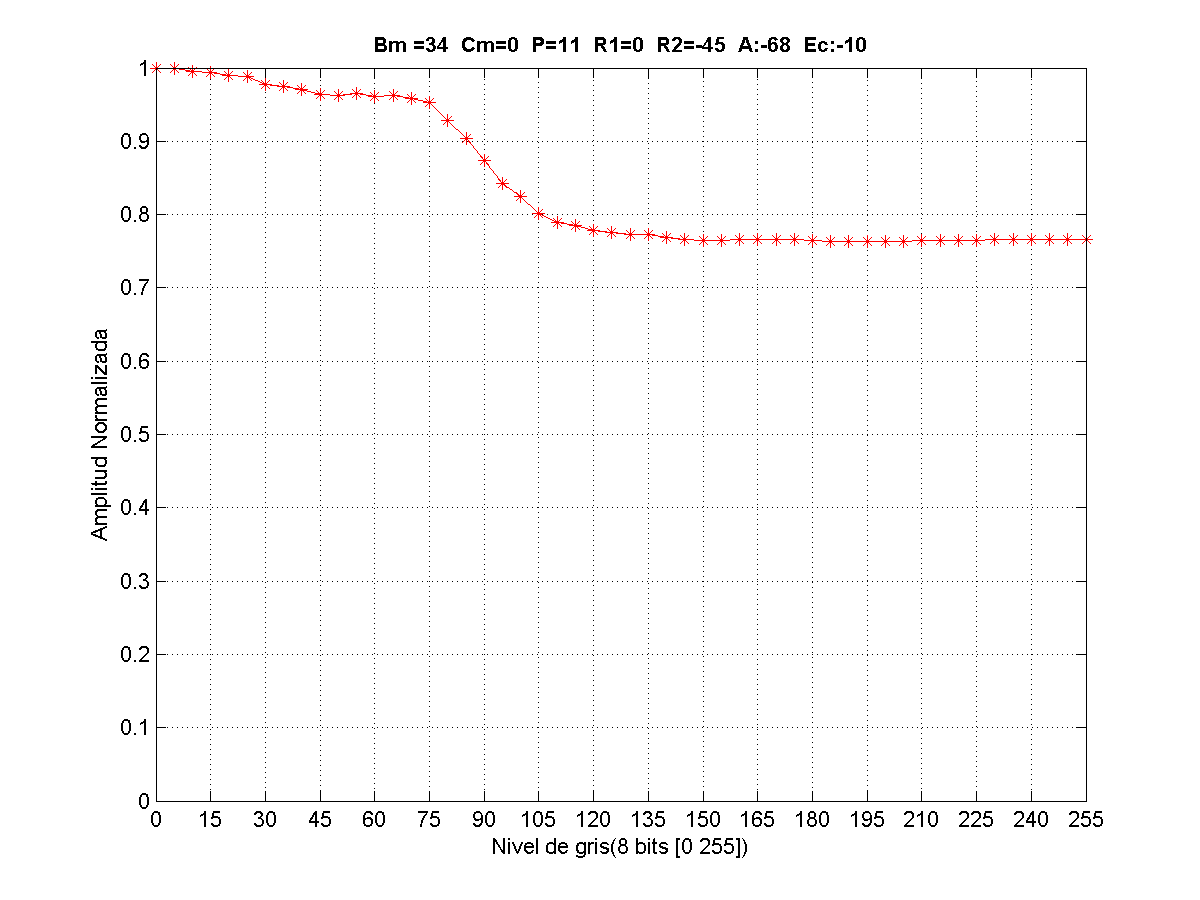 Bm =34 Cm=0 P=11 R1=0 R2=-45 A:-68 Ec:-10
1
0.9
0.8
0.7
0.6
0.5
0.4
0.3
0.2
0.1
0
Amplitud Normalizada
0 15 30 45 60 75 90 105 120 135 150 165 180 195 210 225 240 255
Nivel de gris(8 bits [0 255])